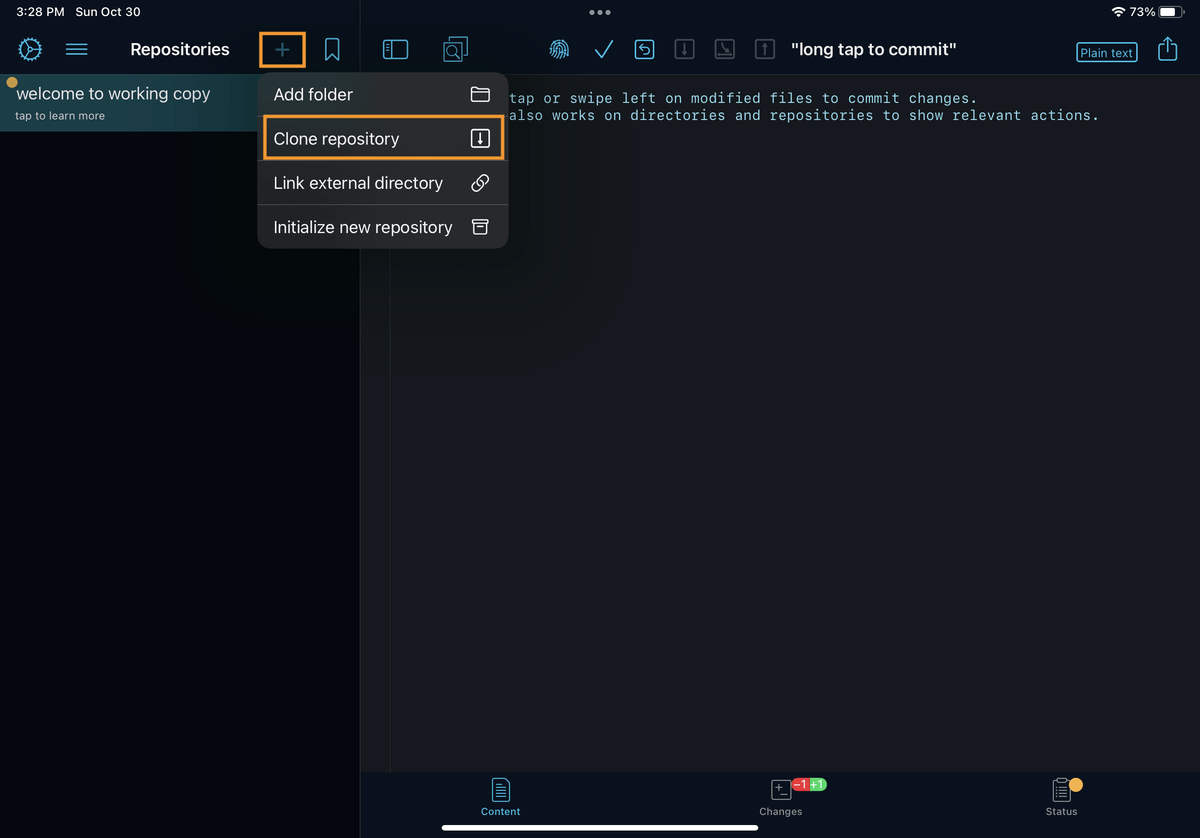 3:28 PM Sun Oct 30
73%
Repositories
"long tap to commit"
Plain text
welcome to working copy
tap to learn more
Add folder
Clone repository
Link external directory
Initialize new repository
tap or swipe left on modified files to commit changes.
also works on directories and repositories to show relevant actions.
Content
-1 +1
Changes
Status